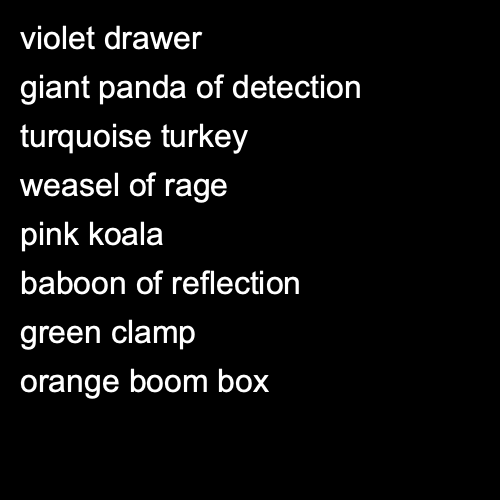 violet drawer
giant panda of detection
turquoise turkey
weasel of rage
pink koala
baboon of reflection
green clamp
orange boom box